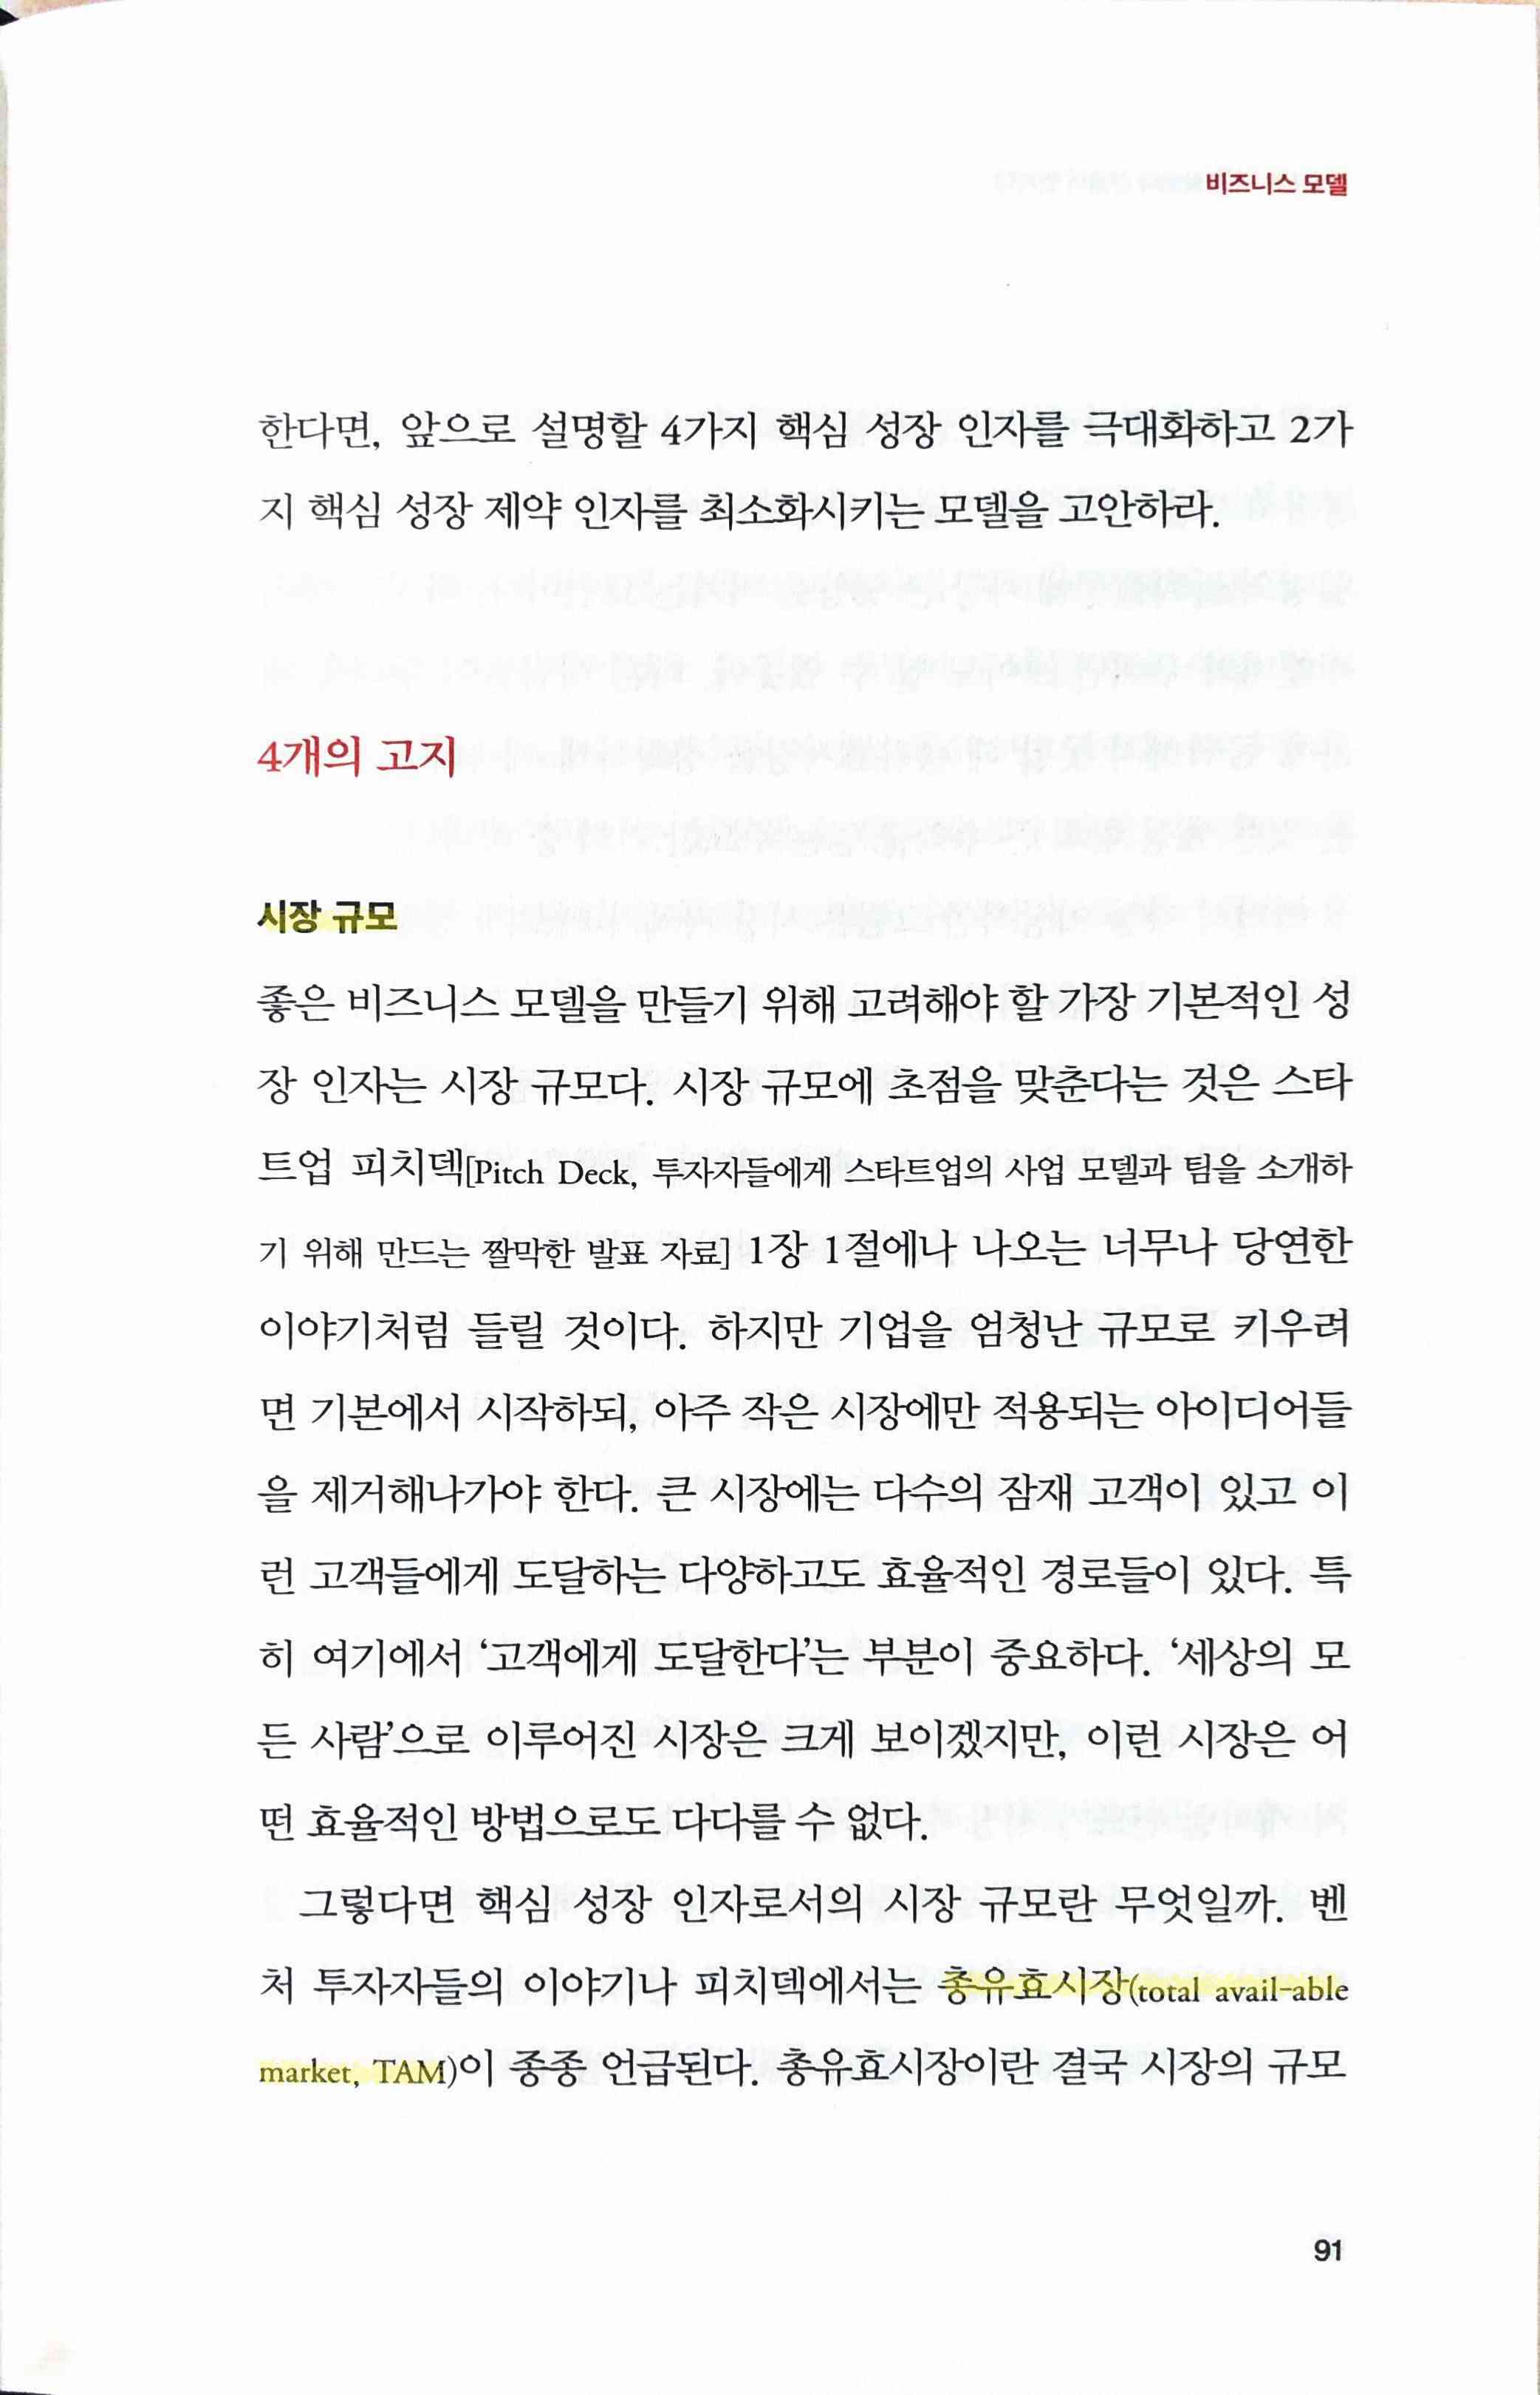 비즈니스 모델
한다면, 앞으로 설명할 4가지 핵심 성장 인자를 극대화하고 2가
지 핵심 성장 제약 인자를 최소화시키는 모델을 고안하라.
4개의 고지
시장 규모
좋은 비즈니스 모델을 만들기 위해 고려해야 할 가장 기본적인 성
장 인자는 시장 규모다. 시장 규모에 초점을 맞춘다는 것은 스타
트업 피치덱[Pitch Deck, 투자자들에게 스타트업의 사업 모델과 팀을 소개하
기 위해 만드는 짤막한 발표 자료] 1장 1절에나 나오는 너무나 당연한
이야기처럼 들릴 것이다. 하지만 기업을 엄청난 규모로 키우려
면 기본에서 시작하되, 아주 작은 시장에만 적용되는 아이디어들
을 제거해나가야 한다. 큰 시장에는 다수의 잠재 고객이 있고 이
런 고객들에게 도달하는 다양하고도 효율적인 경로들이 있다. 특
히 여기에서 ‘고객에게 도달한다’는 부분이 중요하다. ‘세상의 모
든 사람’으로 이루어진 시장은 크게 보이겠지만, 이런 시장은 어
떤 효율적인 방법으로도 다다를 수 없다.
그렇다면 핵심 성장 인자로서의 시장 규모란 무엇일까. 벤
처 투자자들의 이야기나 피치덱에서는 총유효시장(total avail-able
market, TAM)이 종종 언급된다. 총유효시장이란 결국 시장의 규모
91